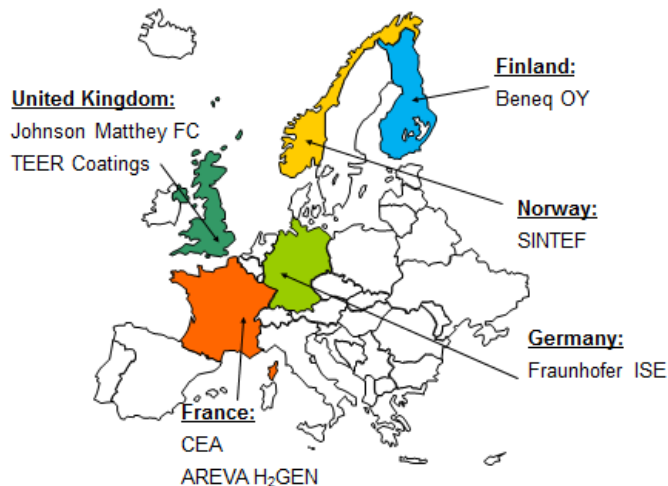 Finland:
Beneq OY
United Kingdom:
Johnson Matthey FC
TEER Coatings
Norway:
SINTEF
Germany:
Fraunhofer ISE
France:
CEA
AREVA H₂GEN